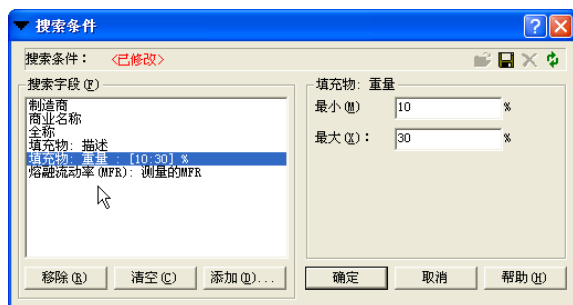 搜索条件
搜索条件： <已修改>
搜索字段(F)
制造商
商业名称
全称
填充物: 描述
填充物: 重量 : [10:30] %
熔融流动率(MFR): 测量的MFR
移除(R)
清空(C)
添加(D)...
填充物: 重量
最小(M) 10 %
最大(X)： 30 %
确定
取消
帮助(H)